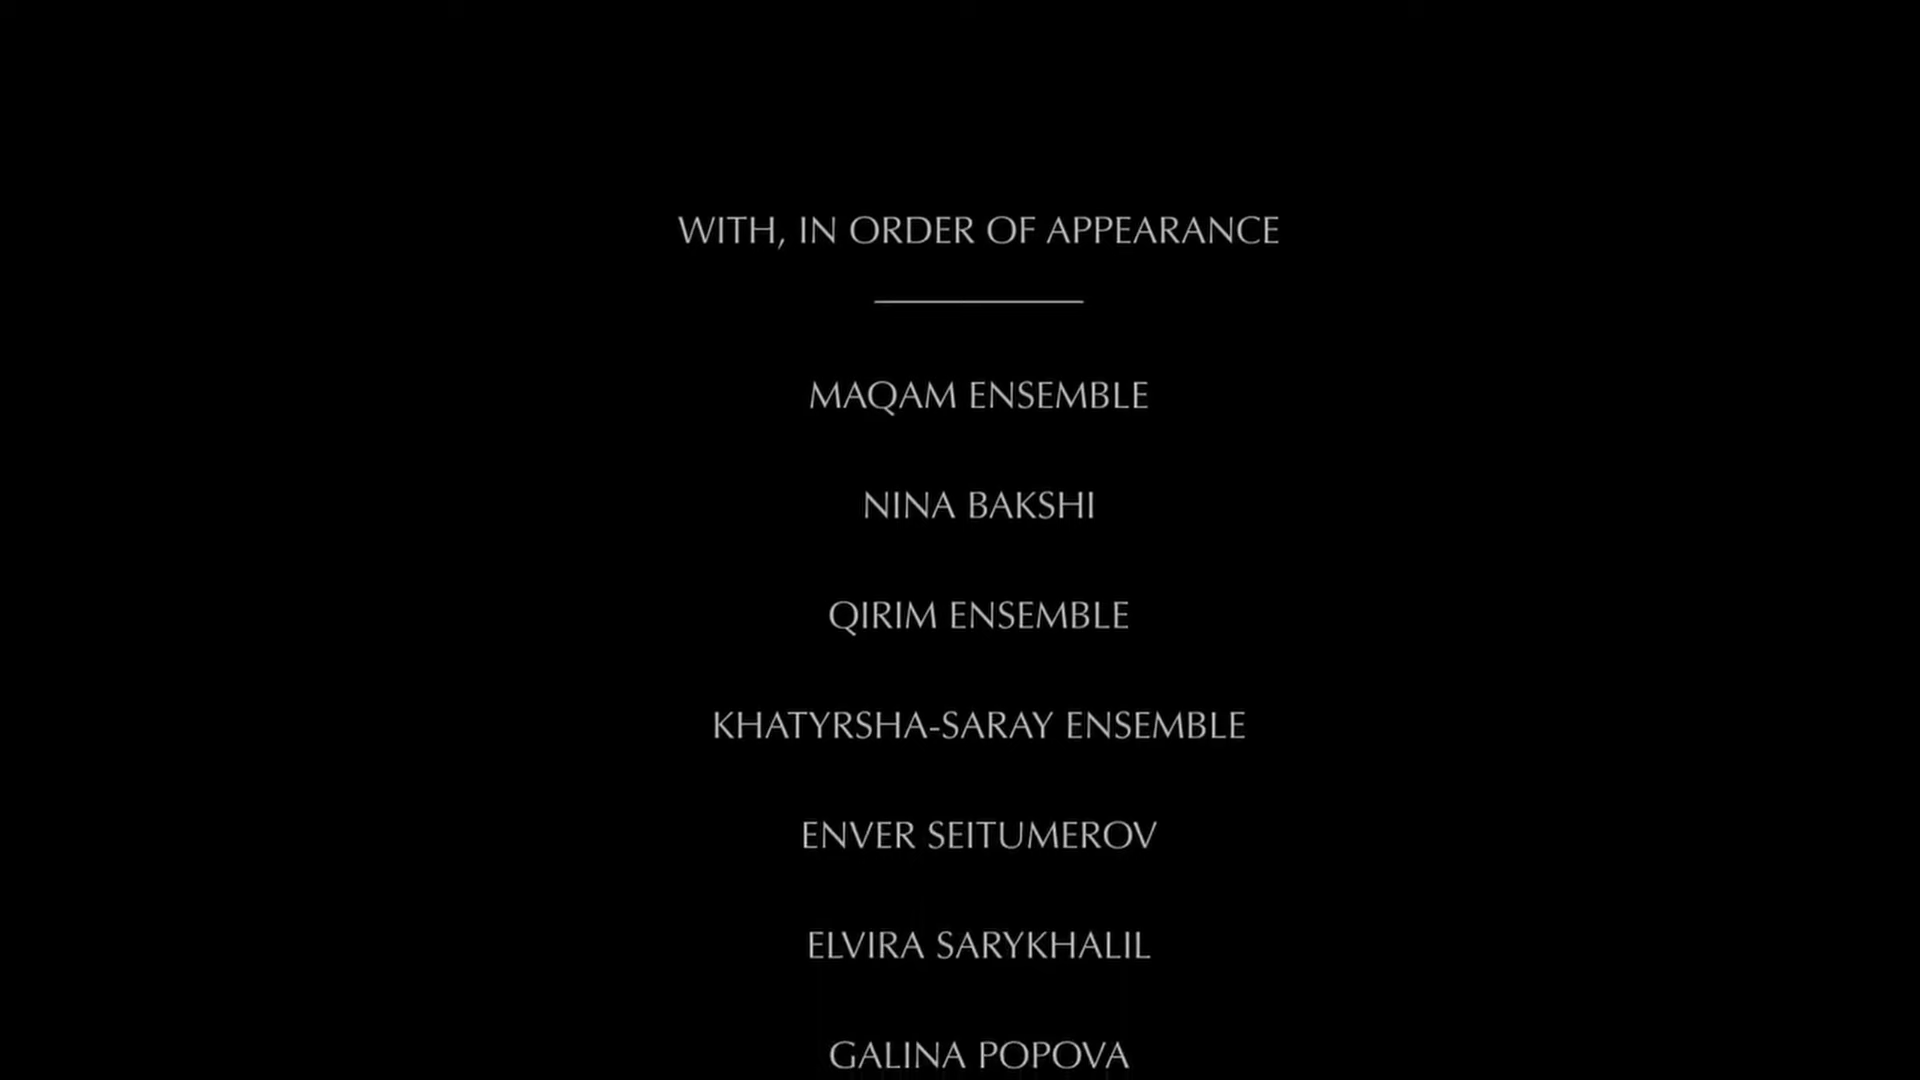 WITH, IN ORDER OF APPEARANCE
MAQAM ENSEMBLE
NINA BAKSHI
QIRIM ENSEMBLE
KHATYRSHA-SARAY ENSEMBLE
ENVER SEITUMEROV
ELVIRA SARYKHALIL
GALINA POPOVA